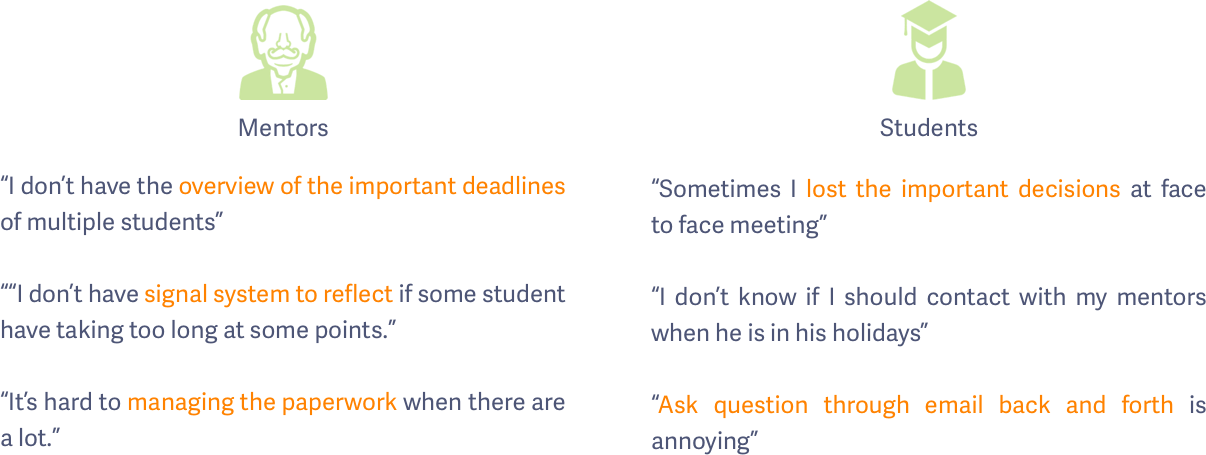 Mentors
“I don’t have the overview of the important deadlines
of multiple students”
““I don’t have signal system to reflect if some student
have taking too long at some points.”
“It’s hard to managing the paperwork when there are
a lot.”
Students
“Sometimes I lost the important decisions at face
to face meeting”
“I don’t know if I should contact with my mentors
when he is in his holidays”
“Ask question through email back and forth is
annoying”